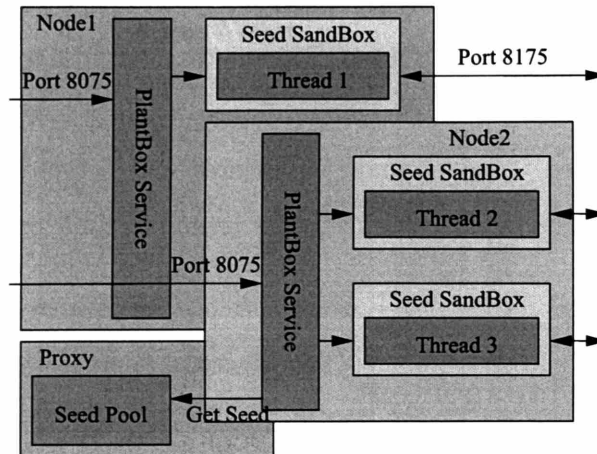 Node1
Seed SandBox
Port 8075
Thread 1
Port 8175
PlantBox Service
Node2
Seed SandBox
PlantBox Service
Thread 2
Port 8075
Seed SandBox
Thread 3
Proxy
Seed Pool
Get Seed